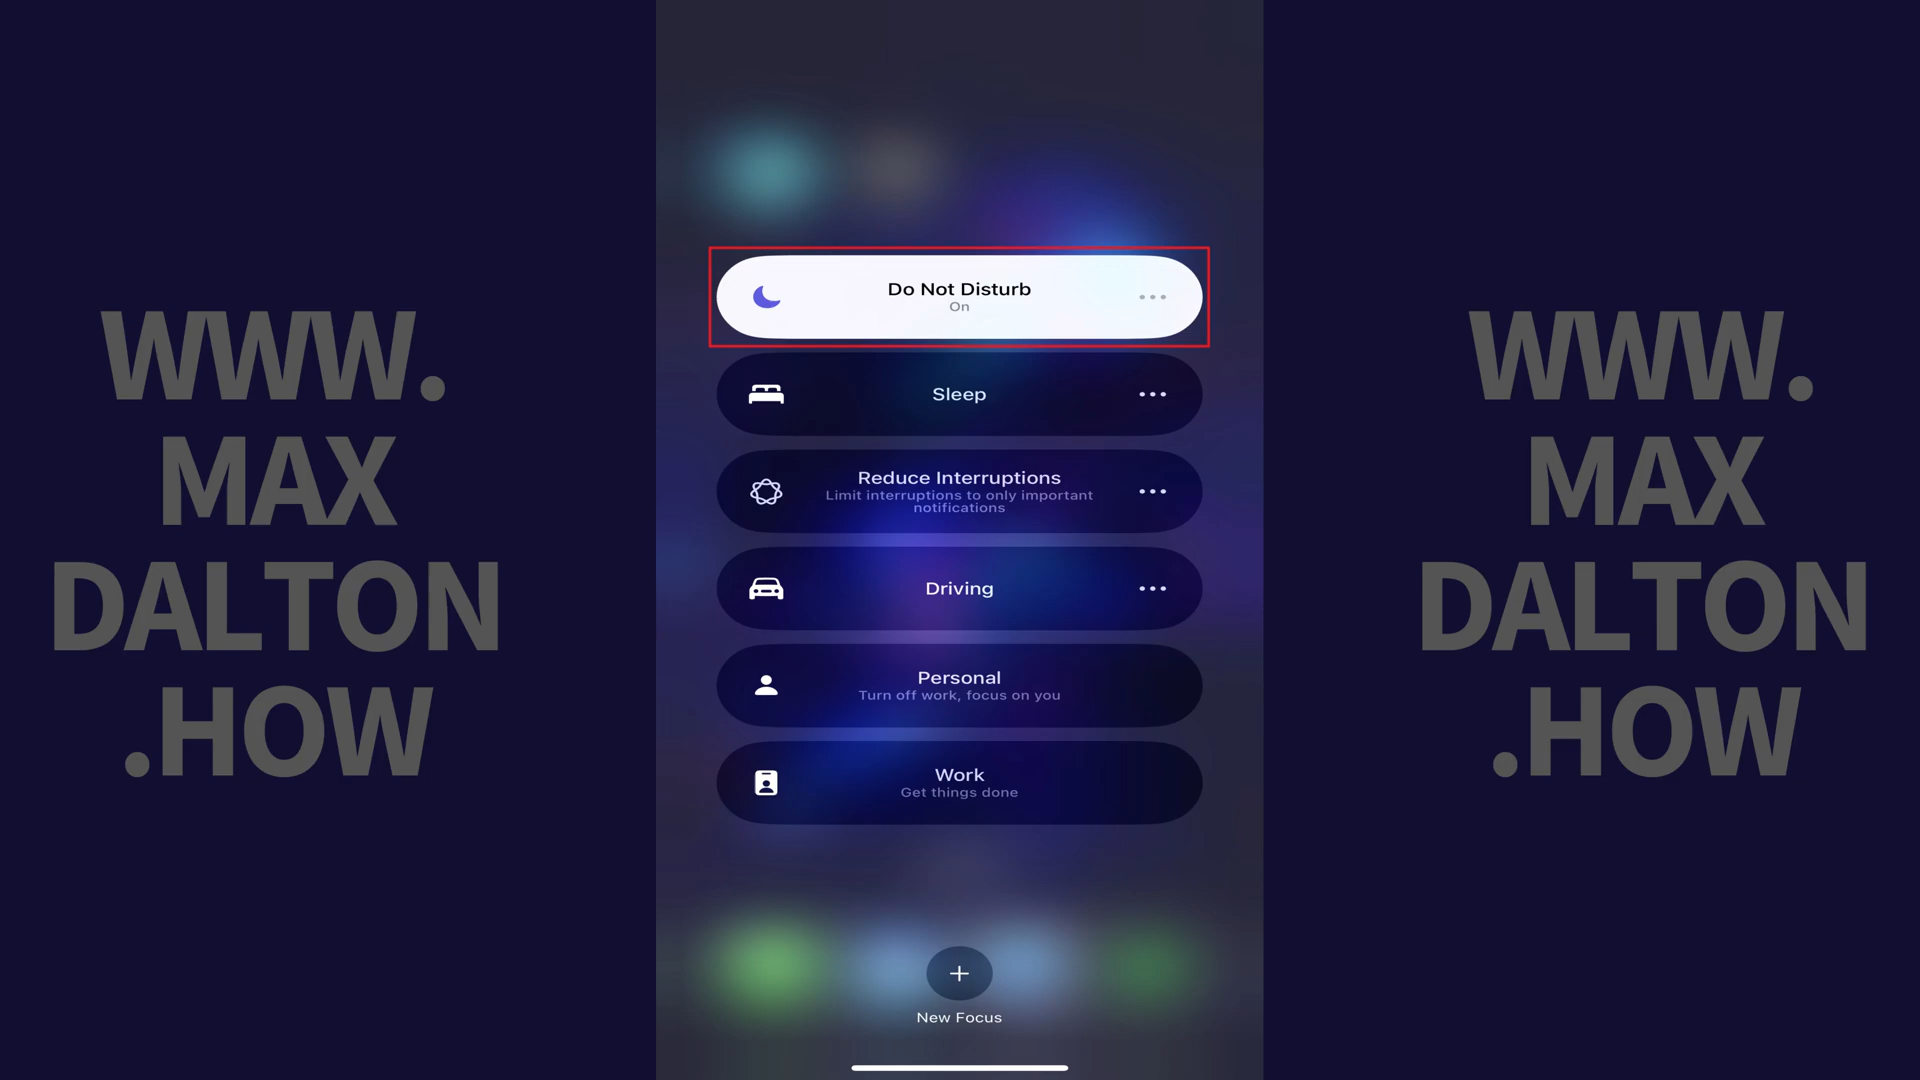 WWW.
MAX
DALTON
.HOW
Do Not Disturb
On
Sleep
Reduce Interruptions
Limit interruptions to only important
notifications
Driving
Personal
Turn off work, focus on you
Work
Get things done
New Focus
WWW.
MAX
DALTON
.HOW